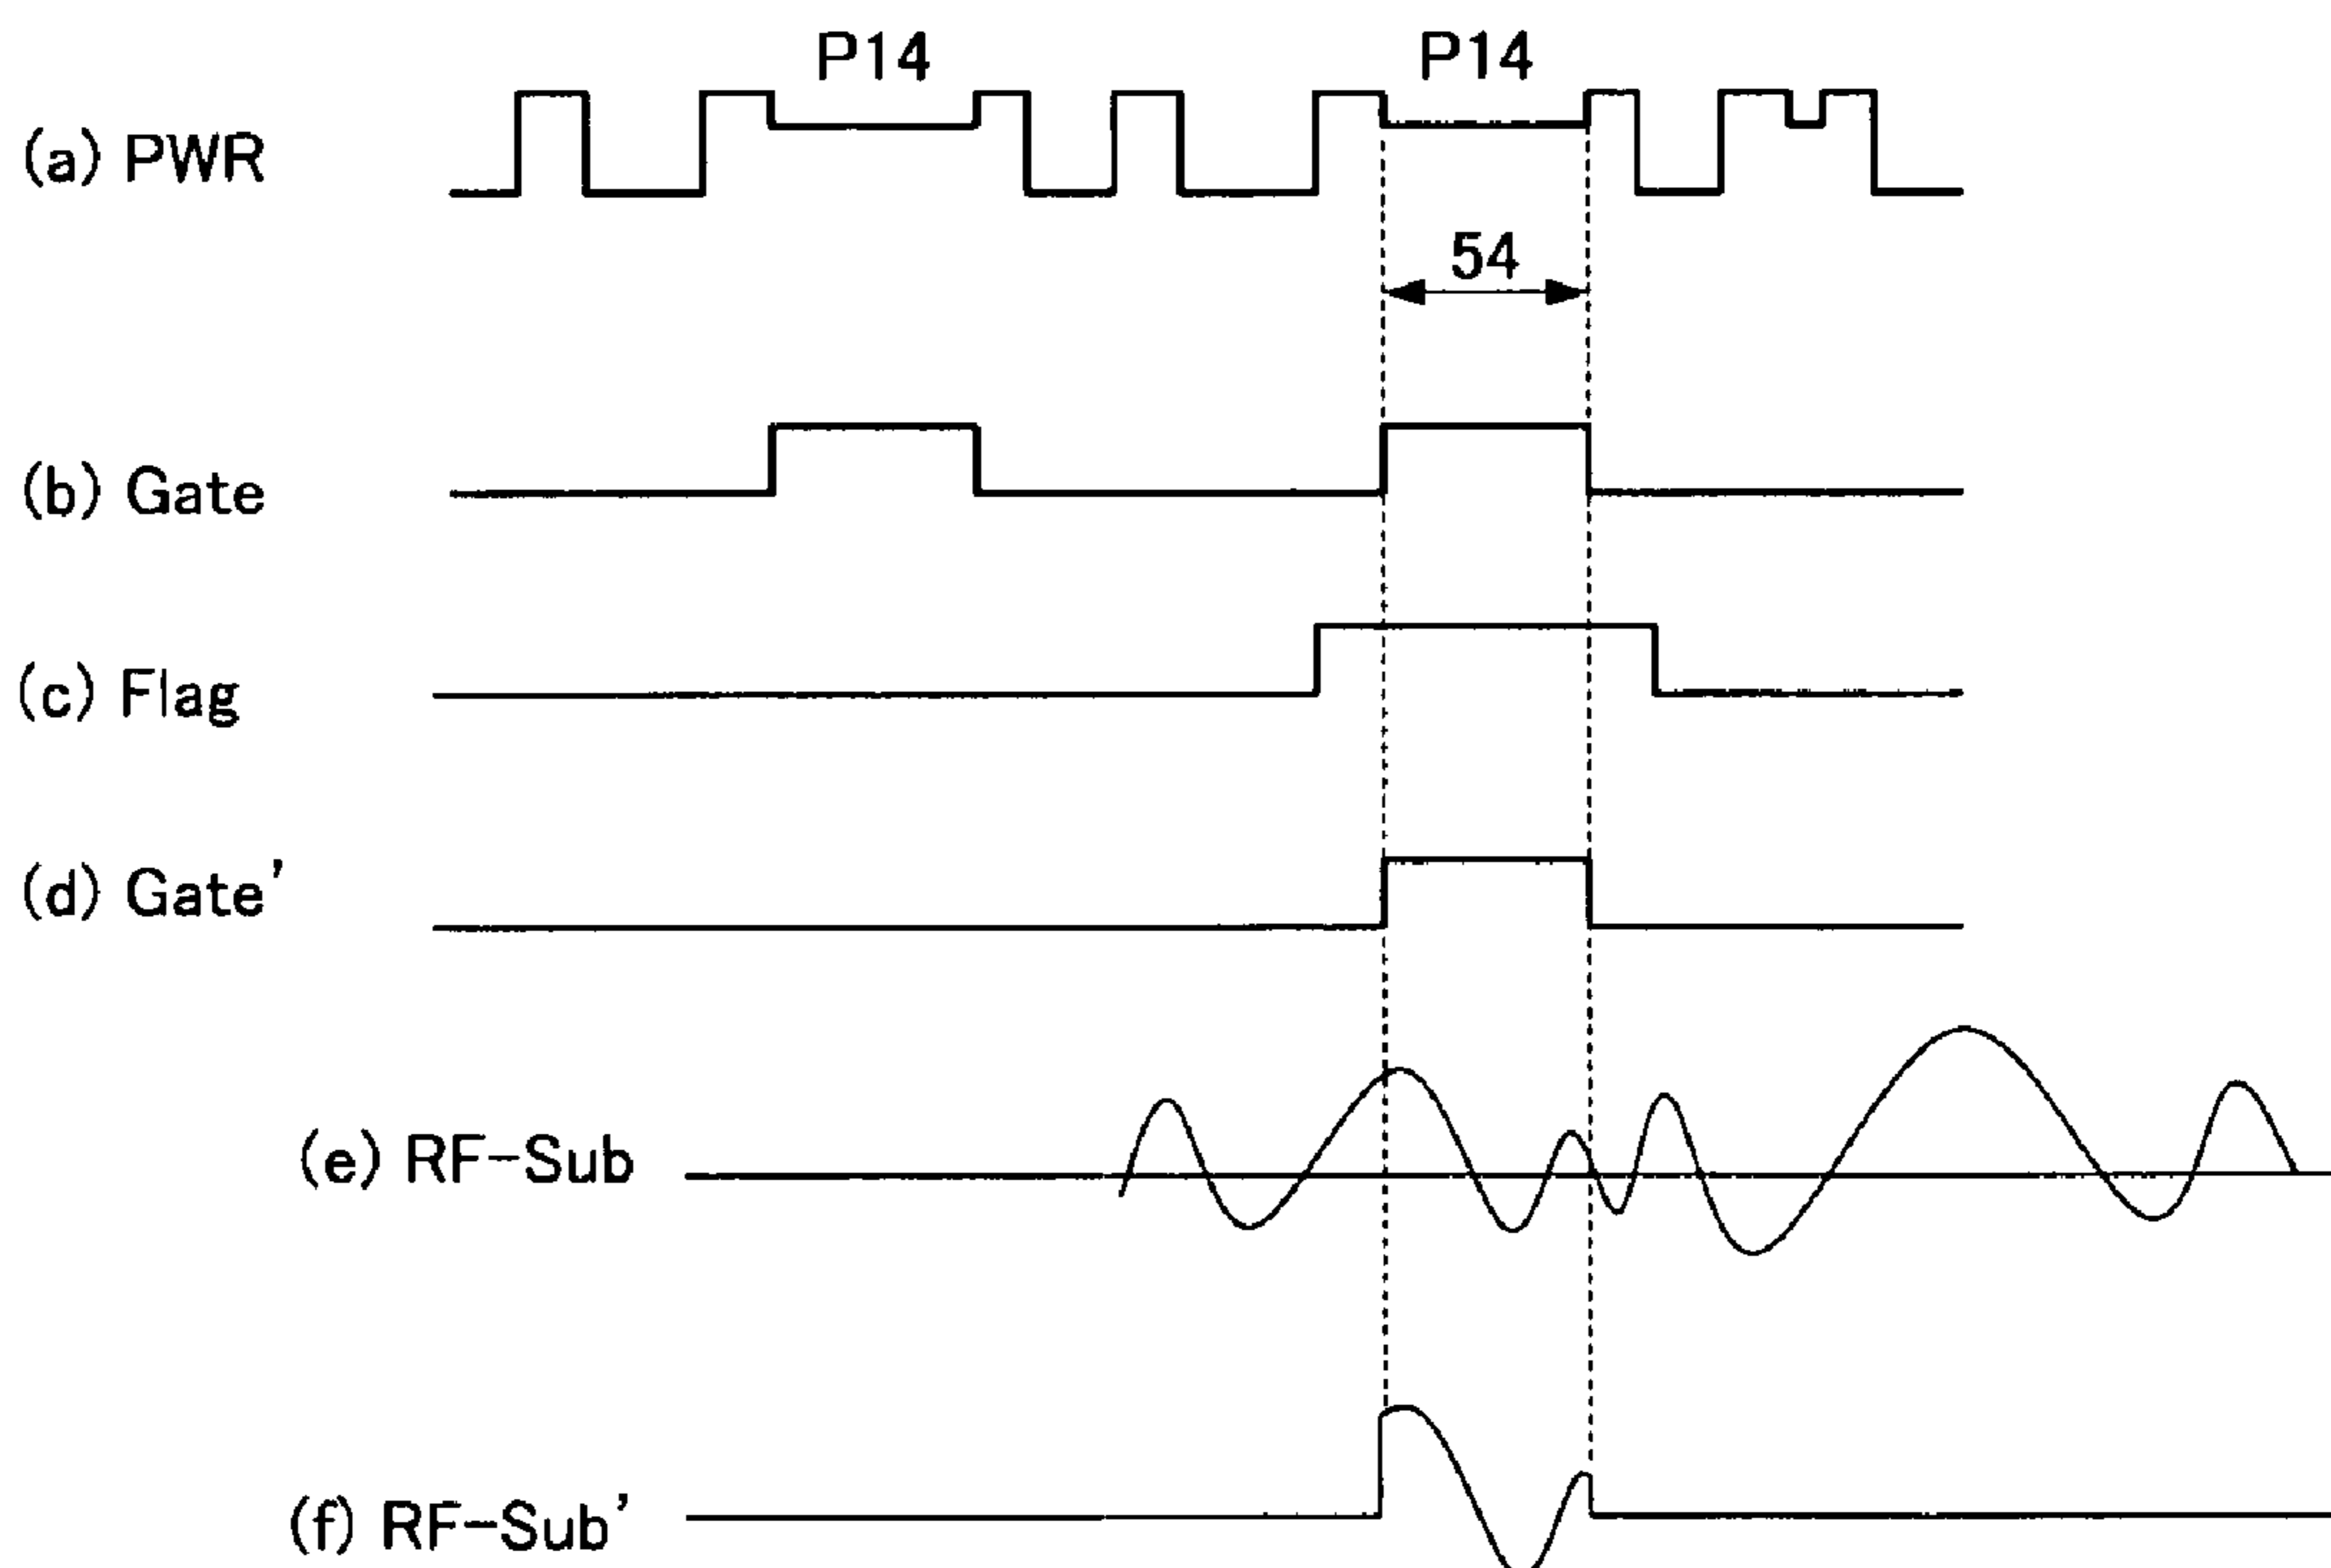 P14 P14
(a) PWR
54
(b) Gate
(c) Flag
(d) Gate'
(e) RF-Sub
(f) RF-Sub'